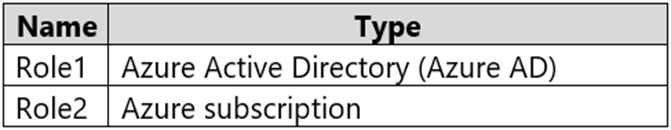 Name Type
Role1 Azure Active Directory (Azure AD)
Role2 Azure subscription